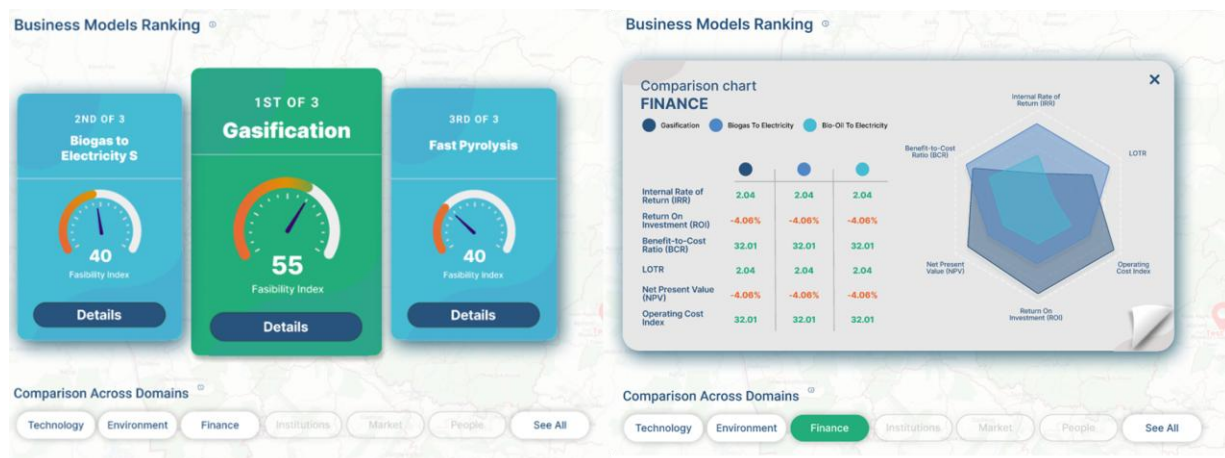 Business Models Ranking
2ND OF 3
Biogas to
Electricity S
40
Fasibility Index
Details
1ST OF 3
Gasification
55
Fasibility Index
Details
3RD OF 3
Fast Pyrolysis
40
Fasibility Index
Details
Comparison Across Domains
Technology Environment Finance Institutions Market People See All
Business Models Ranking
Comparison chart
FINANCE
Gasification Biogas To Electricity Bio-Oil To Electricity
Internal Rate of
Return (IRR)
2.04 2.04 2.04
Return On
Investment (ROI)
-4.06% -4.06% -4.06%
Benefit-to-Cost
Ratio (BCR)
32.01 32.01 32.01
LOTR
2.04 2.04 2.04
Net Present Value
(NPV)
-4.06% -4.06% -4.06%
Operating Cost
Index
32.01 32.01 32.01
Internal Rate of
Return (IRR)
Benefit-to-Cost
Ratio (BCR)
LOTR
Net Present
Value (NPV)
Operating
Cost Index
Return On
Investment (ROI)
Comparison Across Domains
Technology Environment Finance Institutions Market People See All